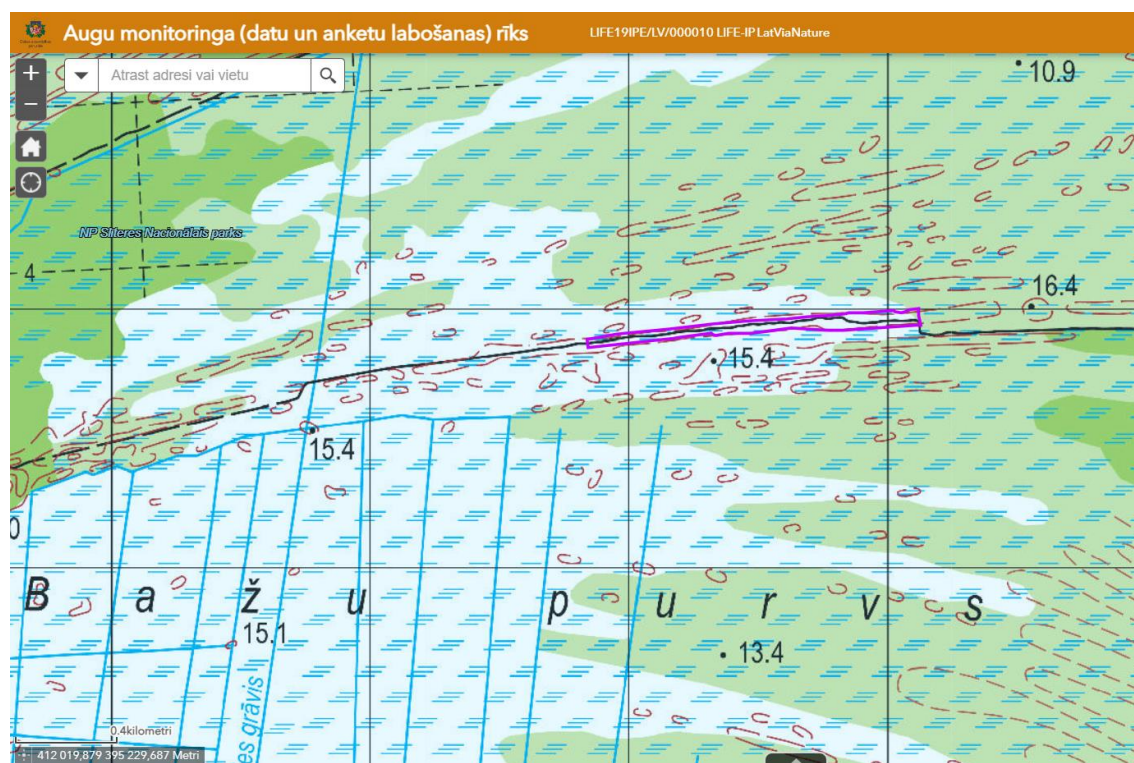 Augu monitoringa (datu un anketu labošanas) rīks
LIFE19IPE/LV/000010 LIFE-IP LatViaNature
+
Atrast adresi vai vietu
10.9
−
NP Slīteres Nacionālais parks
4
16.4
15.4
15.4
0
B a ž u p u r v s
15.1
13.4
es grāvis
0.4kilometri
412 019,879 395 229,687 Metri